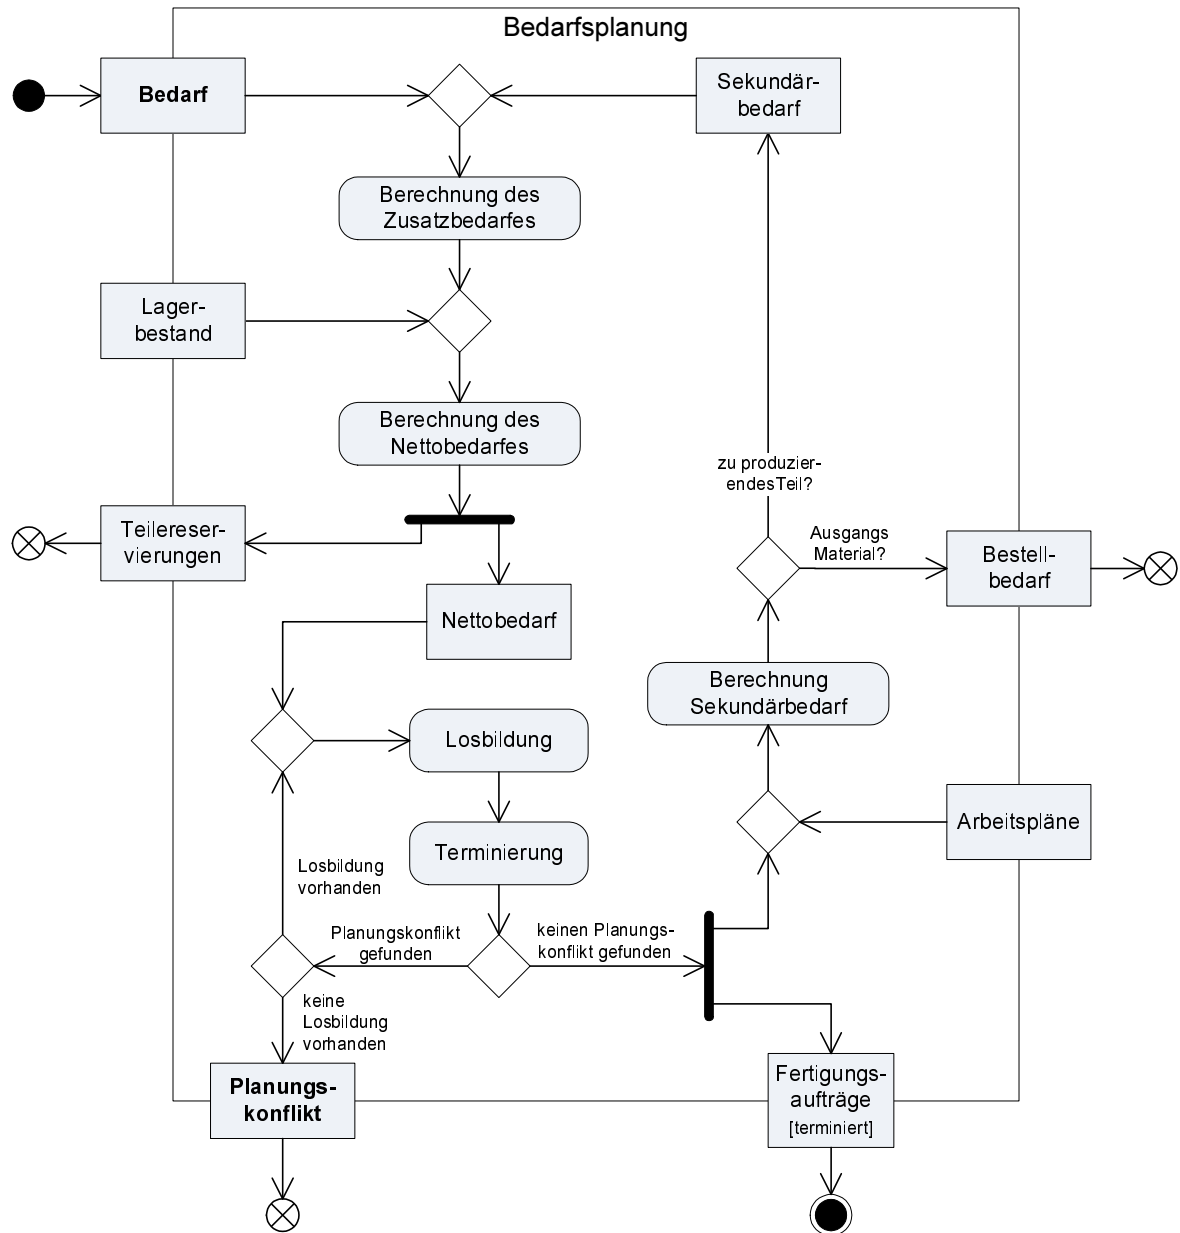 Bedarfsplanung
Bedarf
Sekundär-
bedarf
Berechnung des
Zusatzbedarfes
Lager-
bestand
Berechnung des
Nettobedarfes
zu produzier-
endesTeil?
Teilereser-
vierungen
Ausgangs
Material?
Bestell-
bedarf
Nettobedarf
Berechnung
Sekundärbedarf
Losbildung
Arbeitspläne
Terminierung
Losbildung
vorhanden
Planungskonflikt
gefunden
keinen Planungs-
konflikt gefunden
keine
Losbildung
vorhanden
Planungs-
konflikt
Fertigungs-
aufträge
[terminiert]